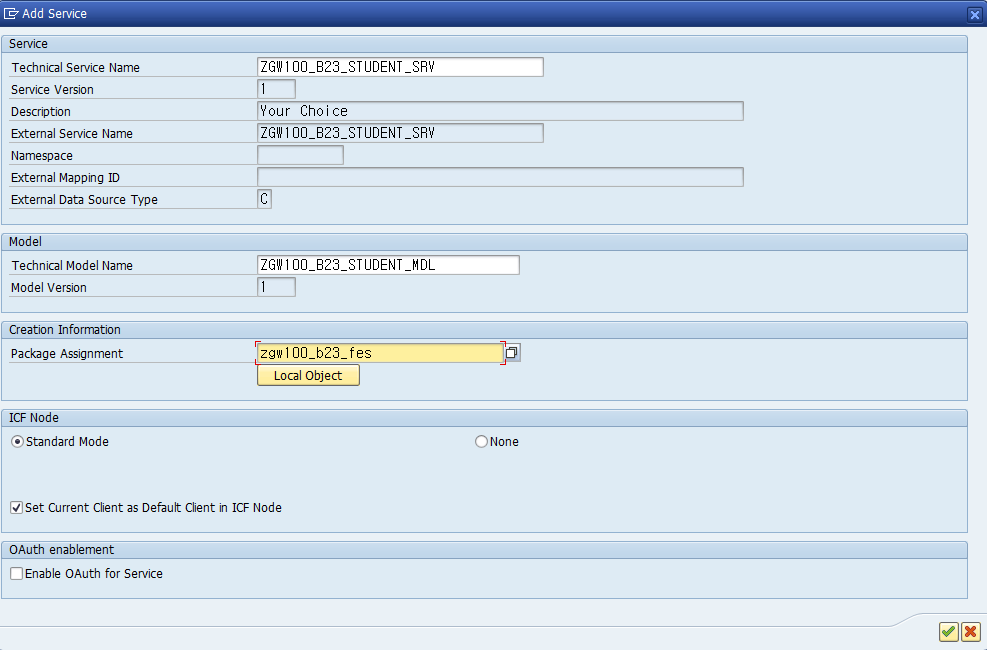 Add Service
Service
Technical Service Name ZGW100_B23_STUDENT_SRV
Service Version 1
Description Your Choice
External Service Name ZGW100_B23_STUDENT_SRV
Namespace
External Mapping ID
External Data Source Type C
Model
Technical Model Name ZGW100_B23_STUDENT_MDL
Model Version 1
Creation Information
Package Assignment zgw100_b23_fes
Local Object
ICF Node
Standard Mode None
Set Current Client as Default Client in ICF Node
OAuth enablement
Enable OAuth for Service